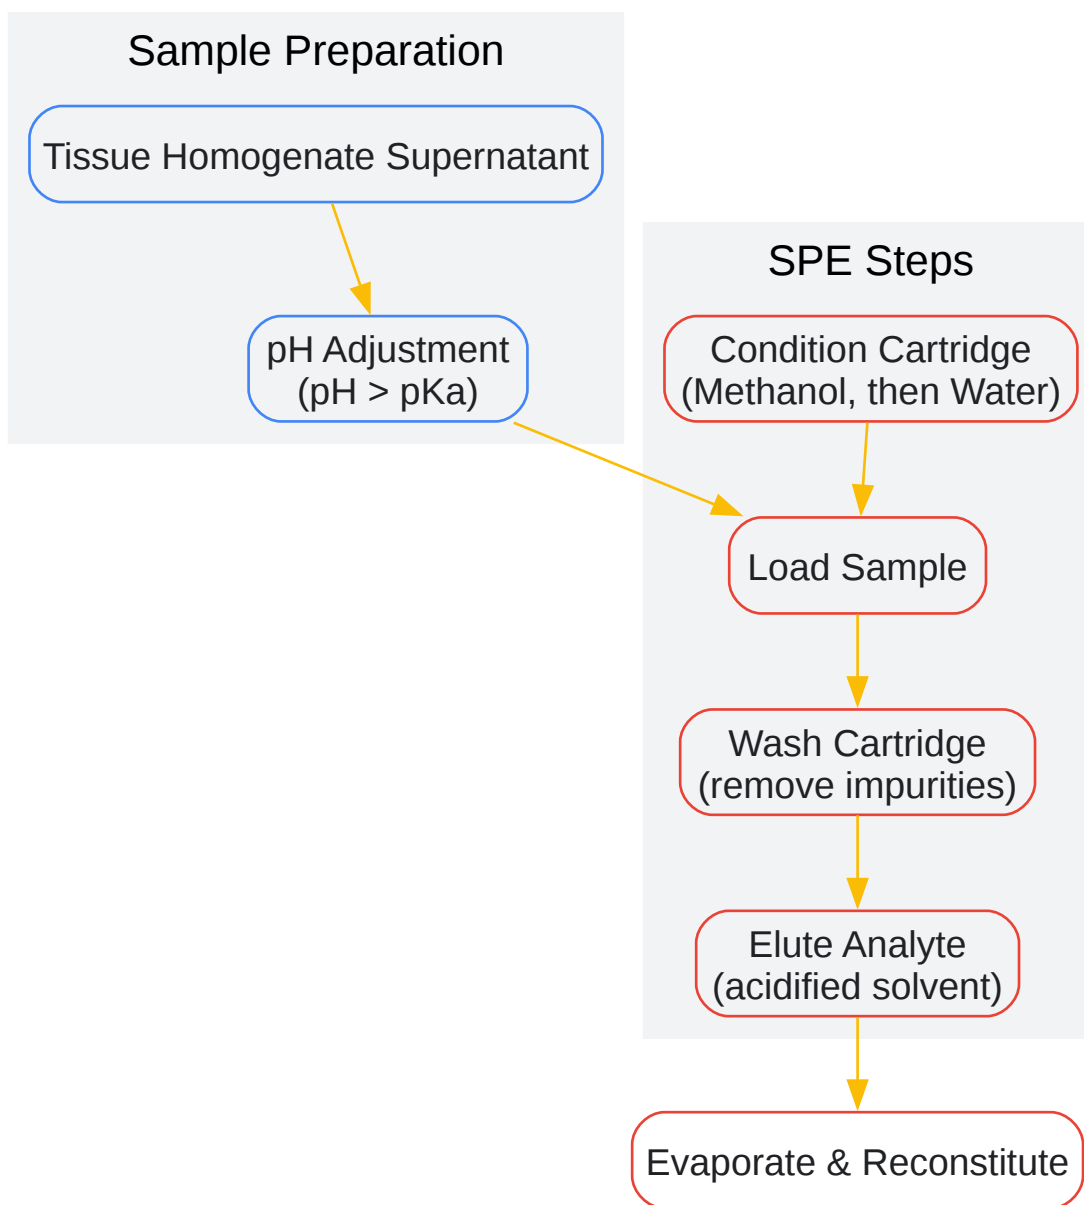 Sample Preparation
Tissue Homogenate Supernatant
pH Adjustment
(pH > pKa)
SPE Steps
Condition Cartridge
(Methanol, then Water)
Load Sample
Wash Cartridge
(remove impurities)
Elute Analyte
(acidified solvent)
Evaporate & Reconstitute